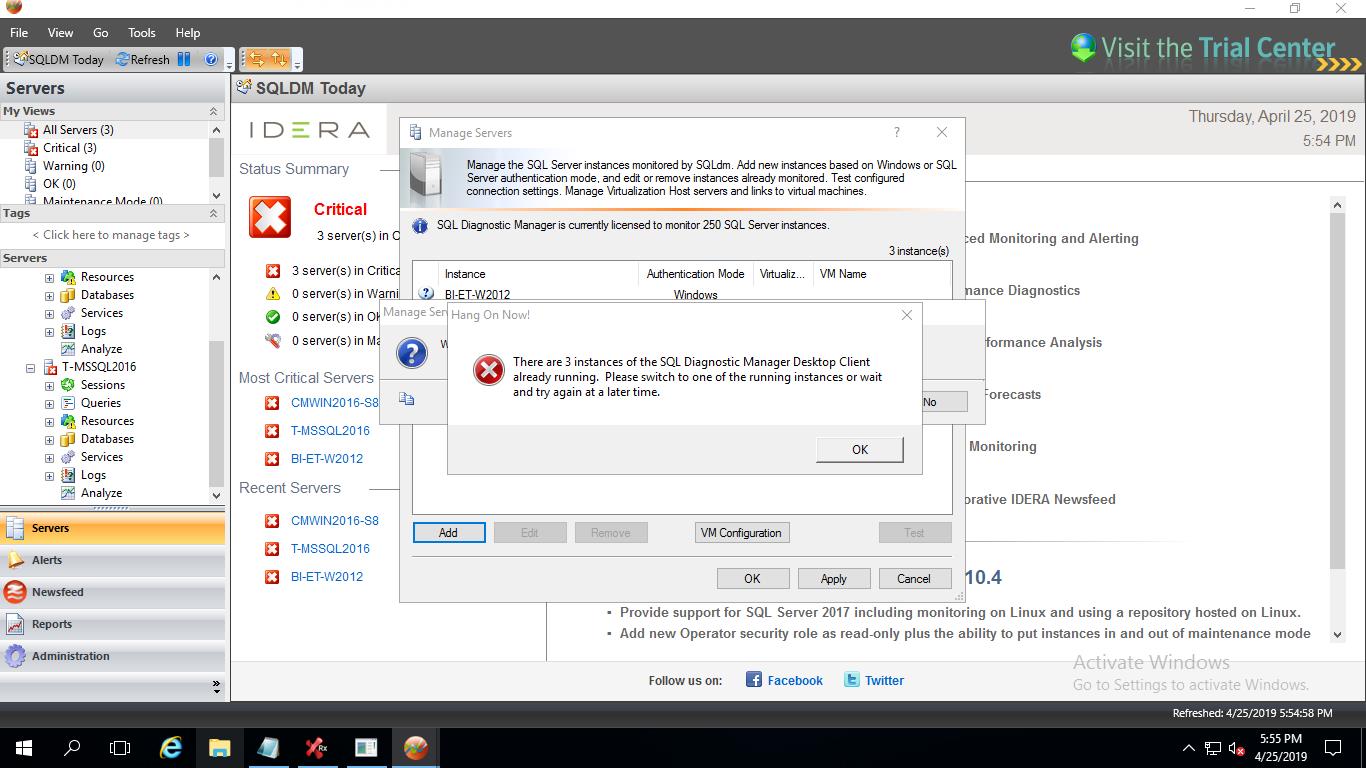 File View Go Tools Help
Visit the Trial Center
SQLDM Today Refresh
Servers
SQLDM Today
My Views
All Servers (3)
Critical (3)
Warning (0)
OK (0)
Maintenance Mode (0)
Tags
< Click here to manage tags >
Servers
Resources
Databases
Services
Logs
Analyze
T-MSSQL2016
Sessions
Queries
Resources
Databases
Services
Logs
Analyze
Servers
Alerts
Newsfeed
Reports
Administration
IDERA
Thursday, April 25, 2019
5:54 PM
Status Summary
Critical
3 server(s) in C
3 server(s) in Critica
0 server(s) in Warni
0 server(s) in OK
0 server(s) in Ma
Most Critical Servers
CMWIN2016-S8
T-MSSQL2016
BI-ET-W2012
Recent Servers
CMWIN2016-S8
T-MSSQL2016
BI-ET-W2012
Manage Servers
?
Manage the SQL Server instances monitored by SQLdm. Add new instances based on Windows or SQL
Server authentication mode, and edit or remove instances already monitored. Test configured
connection settings. Manage Virtualization Host servers and links to virtual machines.
SQL Diagnostic Manager is currently licensed to monitor 250 SQL Server instances.
3 instance(s)
Instance Authentication Mode Virtualiz... VM Name
BI-ET-W2012 Windows
Manage Ser
W
No
Hang On Now!
There are 3 instances of the SQL Diagnostic Manager Desktop Client
already running. Please switch to one of the running instances or wait
and try again at a later time.
OK
Add Edit Remove VM Configuration Test
OK Apply Cancel
ced Monitoring and Alerting
mance Diagnostics
formance Analysis
Forecasts
Monitoring
orative IDERA Newsfeed
10.4
Provide support for SQL Server 2017 including monitoring on Linux and using a repository hosted on Linux.
Add new Operator security role as read-only plus the ability to put instances in and out of maintenance mode
Activate Windows
Go to Settings to activate Windows.
Follow us on: Facebook Twitter
Refreshed: 4/25/2019 5:54:58 PM
Rx
5:55 PM
4/25/2019